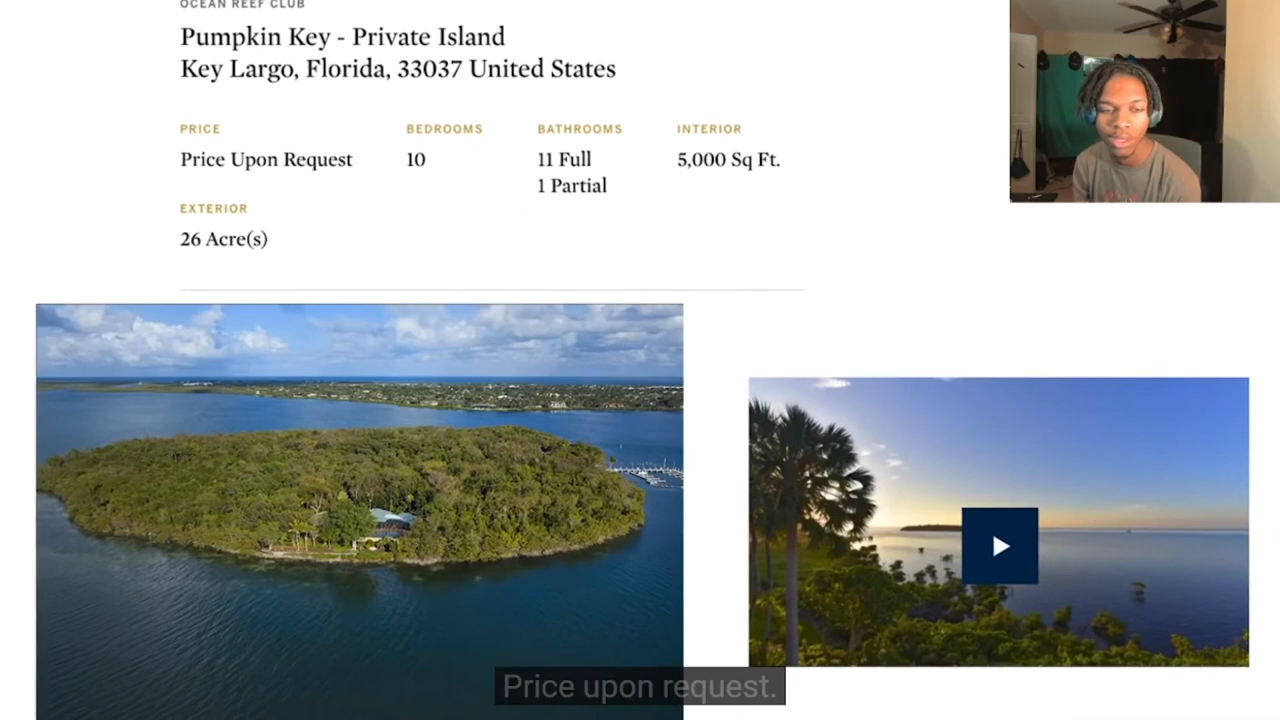 OCEAN REEF CLUB
Pumpkin Key - Private Island
Key Largo, Florida, 33037 United States
PRICE
Price Upon Request
BEDROOMS
10
BATHROOMS
11 Full
1 Partial
INTERIOR
5,000 Sq Ft.
EXTERIOR
26 Acre(s)
Price upon request.